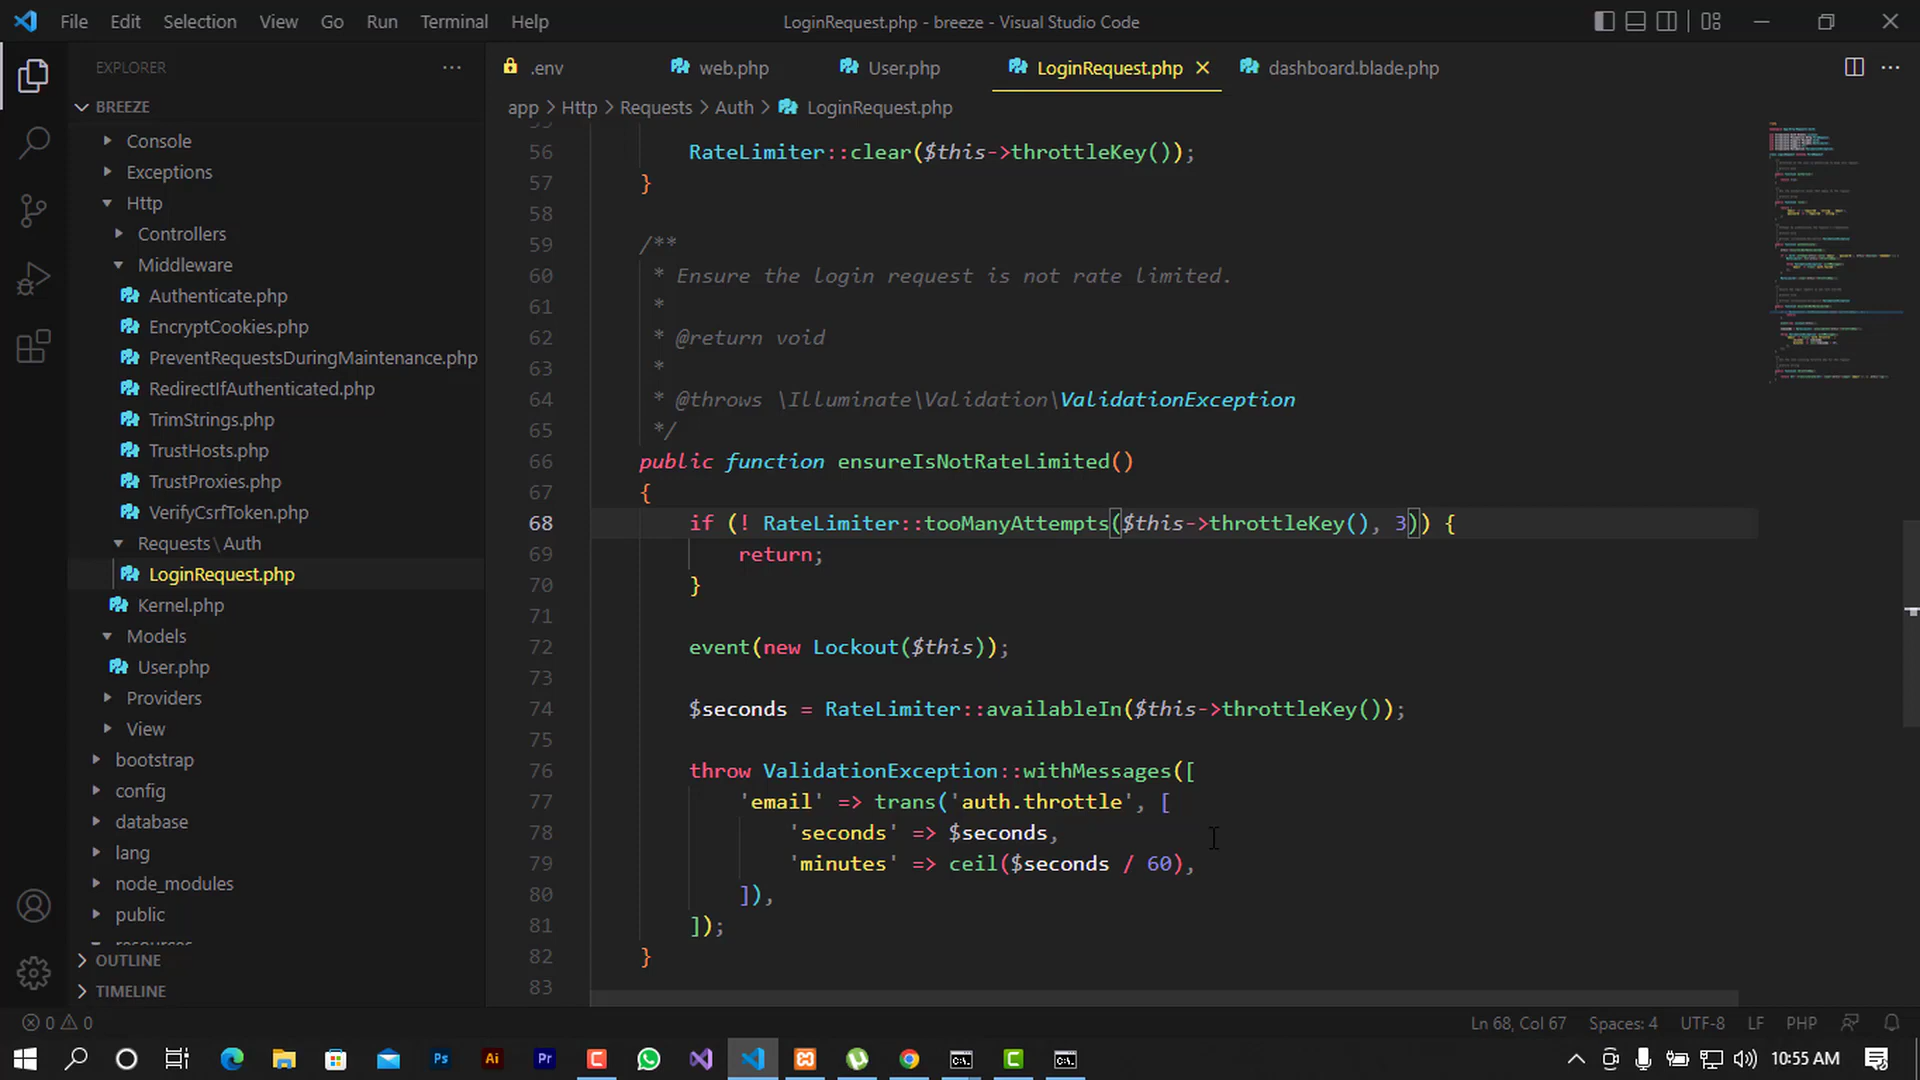 File Edit Selection View Go Run Terminal Help
LoginRequest.php - breeze - Visual Studio Code
EXPLORER
BREEZE
Console
Exceptions
Http
Controllers
Middleware
Authenticate.php
EncryptCookies.php
PreventRequestsDuringMaintenance.php
RedirectIfAuthenticated.php
TrimStrings.php
TrustHosts.php
TrustProxies.php
VerifyCsrfToken.php
Requests\Auth
LoginRequest.php
Kernel.php
Models
User.php
Providers
View
bootstrap
config
database
lang
node_modules
public
resources
OUTLINE
TIMELINE
.env web.php User.php LoginRequest.php dashboard.blade.php
app > Http > Requests > Auth > LoginRequest.php
56 RateLimiter::clear($this->throttleKey());
57 }
58
59 /**
60 * Ensure the login request is not rate limited.
61 *
62 * @return void
63 *
64 * @throws \Illuminate\Validation\ValidationException
65 */
66 public function ensureIsNotRateLimited()
67 {
68 if (! RateLimiter::tooManyAttempts($this->throttleKey(), 3)) {
69 return;
70 }
71
72 event(new Lockout($this));
73
74 $seconds = RateLimiter::availableIn($this->throttleKey());
75
76 throw ValidationException::withMessages([
77 'email' => trans('auth.throttle', [
78 'seconds' => $seconds,
79 'minutes' => ceil($seconds / 60),
80 ]),
81 ]);
82 }
83
0 0
Ln 68, Col 67 Spaces: 4 UTF-8 LF PHP
Ps Ai Pr
10:55 AM